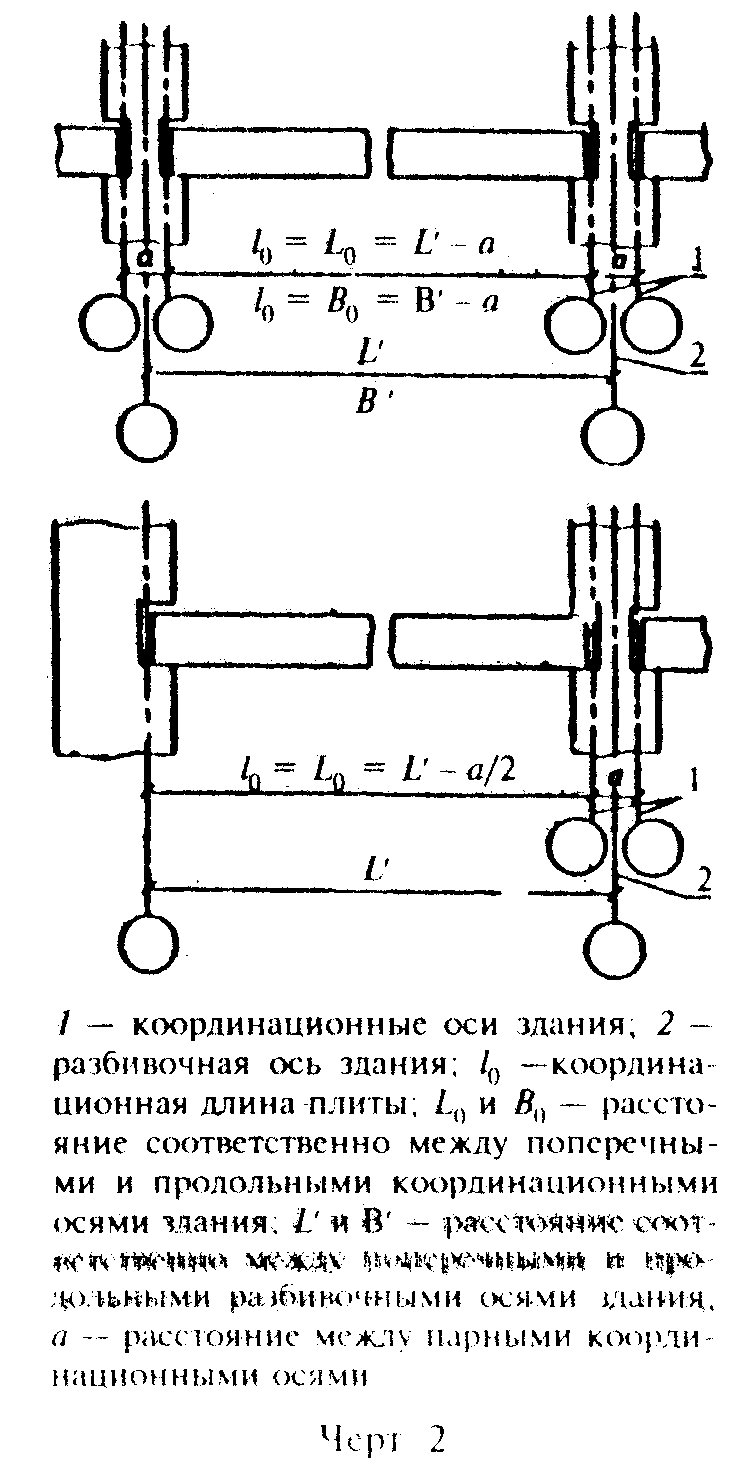 a
l₀ = L₀ = L' – a
a
1
l₀ = B₀ = B' – a
L'
2
B'
l₀ = L₀ = L' – a/2
a
1
L'
2
1 — координационные оси здания; 2 –
разбивочная ось здания; l₀ —координа-
ционная длина плиты; L₀ и B₀ — рассто-
яние соответственно между поперечны-
ми и продольными координационными
осями здания; L' и B' – расстояние соот-
ветственно между поперечными и про-
дольными разбивочными осями здания,
a -- расстояние между парными коорди-
национными осями
Черт 2